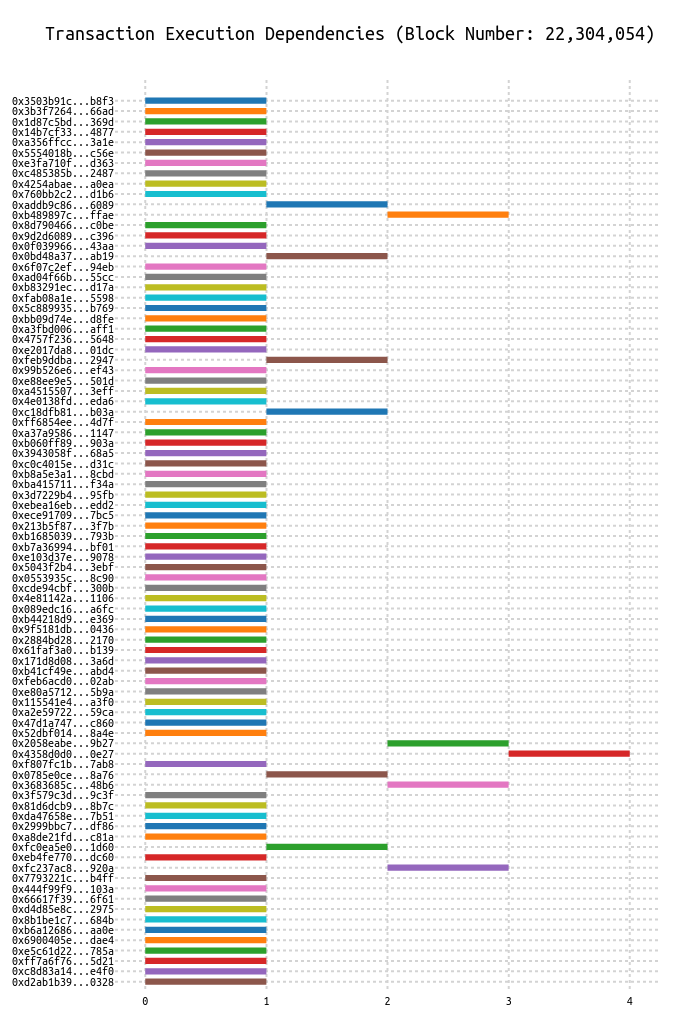 Transaction Execution Dependencies (Block Number: 22,304,054)
0x3503b91c...b8f3
0x3b3f7264...66ad
0x1d87c5bd...369d
0x14b7cf33...4877
0xa356ffcc...3a1e
0x5554018b...c56e
0xe3fa710f...d363
0xc485385b...2487
0x4254abae...a0ea
0x760bb2c2...d1b6
0xaddb9c86...6089
0xb489897c...ffae
0x8d790466...c0be
0x9d2d6089...c396
0x0f039966...43aa
0x0bd48a37...ab19
0x6f07c2ef...94eb
0xad04f66b...55cc
0xb83291ec...d17a
0xfab08a1e...5598
0x5c889935...b769
0xbb09d74e...d8fe
0xa3fbd006...aff1
0x4757f236...5648
0xe2017da8...01dc
0xfeb9ddba...2947
0x99b526e6...ef43
0xe88ee9e5...501d
0xa4515507...3eff
0x4e0138fd...eda6
0xc18dfb81...b03a
0xff6854ee...4d7f
0xa37a9586...1147
0xb060ff89...903a
0x3943058f...68a5
0xc0c4015e...d31c
0xb8a5e3a1...8cbd
0xba415711...f34a
0x3d7229b4...95fb
0xebea16eb...edd2
0xece91709...7bc5
0x213b5f87...3f7b
0xb1685039...793b
0xb7a36994...bf01
0xe103d37e...9078
0x5043f2b4...3ebf
0x0553935c...8c90
0xcde94cbf...300b
0x4e81142a...1106
0x089edc16...a6fc
0xb44218d9...e369
0x9f5181db...0436
0x2884bd28...2170
0x61faf3a0...b139
0x171d8d08...3a6d
0xb41cf49e...abd4
0xfeb6acd0...02ab
0xe80a5712...5b9a
0x115541e4...a3f0
0xa2e59722...59ca
0x47d1a747...c860
0x52dbf014...8a4e
0x2058eabe...9b27
0x4358d0d0...0e27
0xf807fc1b...7ab8
0x0785e0ce...8a76
0x3683685c...48b6
0x3f579c3d...9c3f
0x81d6dcb9...8b7c
0xda47658e...7b51
0x2999bbc7...df86
0xa8de21fd...c81a
0xfc0ea5e0...1d60
0xeb4fe770...dc60
0xfc237ac8...920a
0x7793221c...b4ff
0x444f99f9...103a
0x66617f39...6f61
0xd4d85e8c...2975
0x8b1be1c7...684b
0xb6a12686...aa0e
0x6900405e...dae4
0xe5c61d22...785a
0xff7a6f76...5d21
0xc8d83a14...e4f0
0xd2ab1b39...0328
0 1 2 3 4